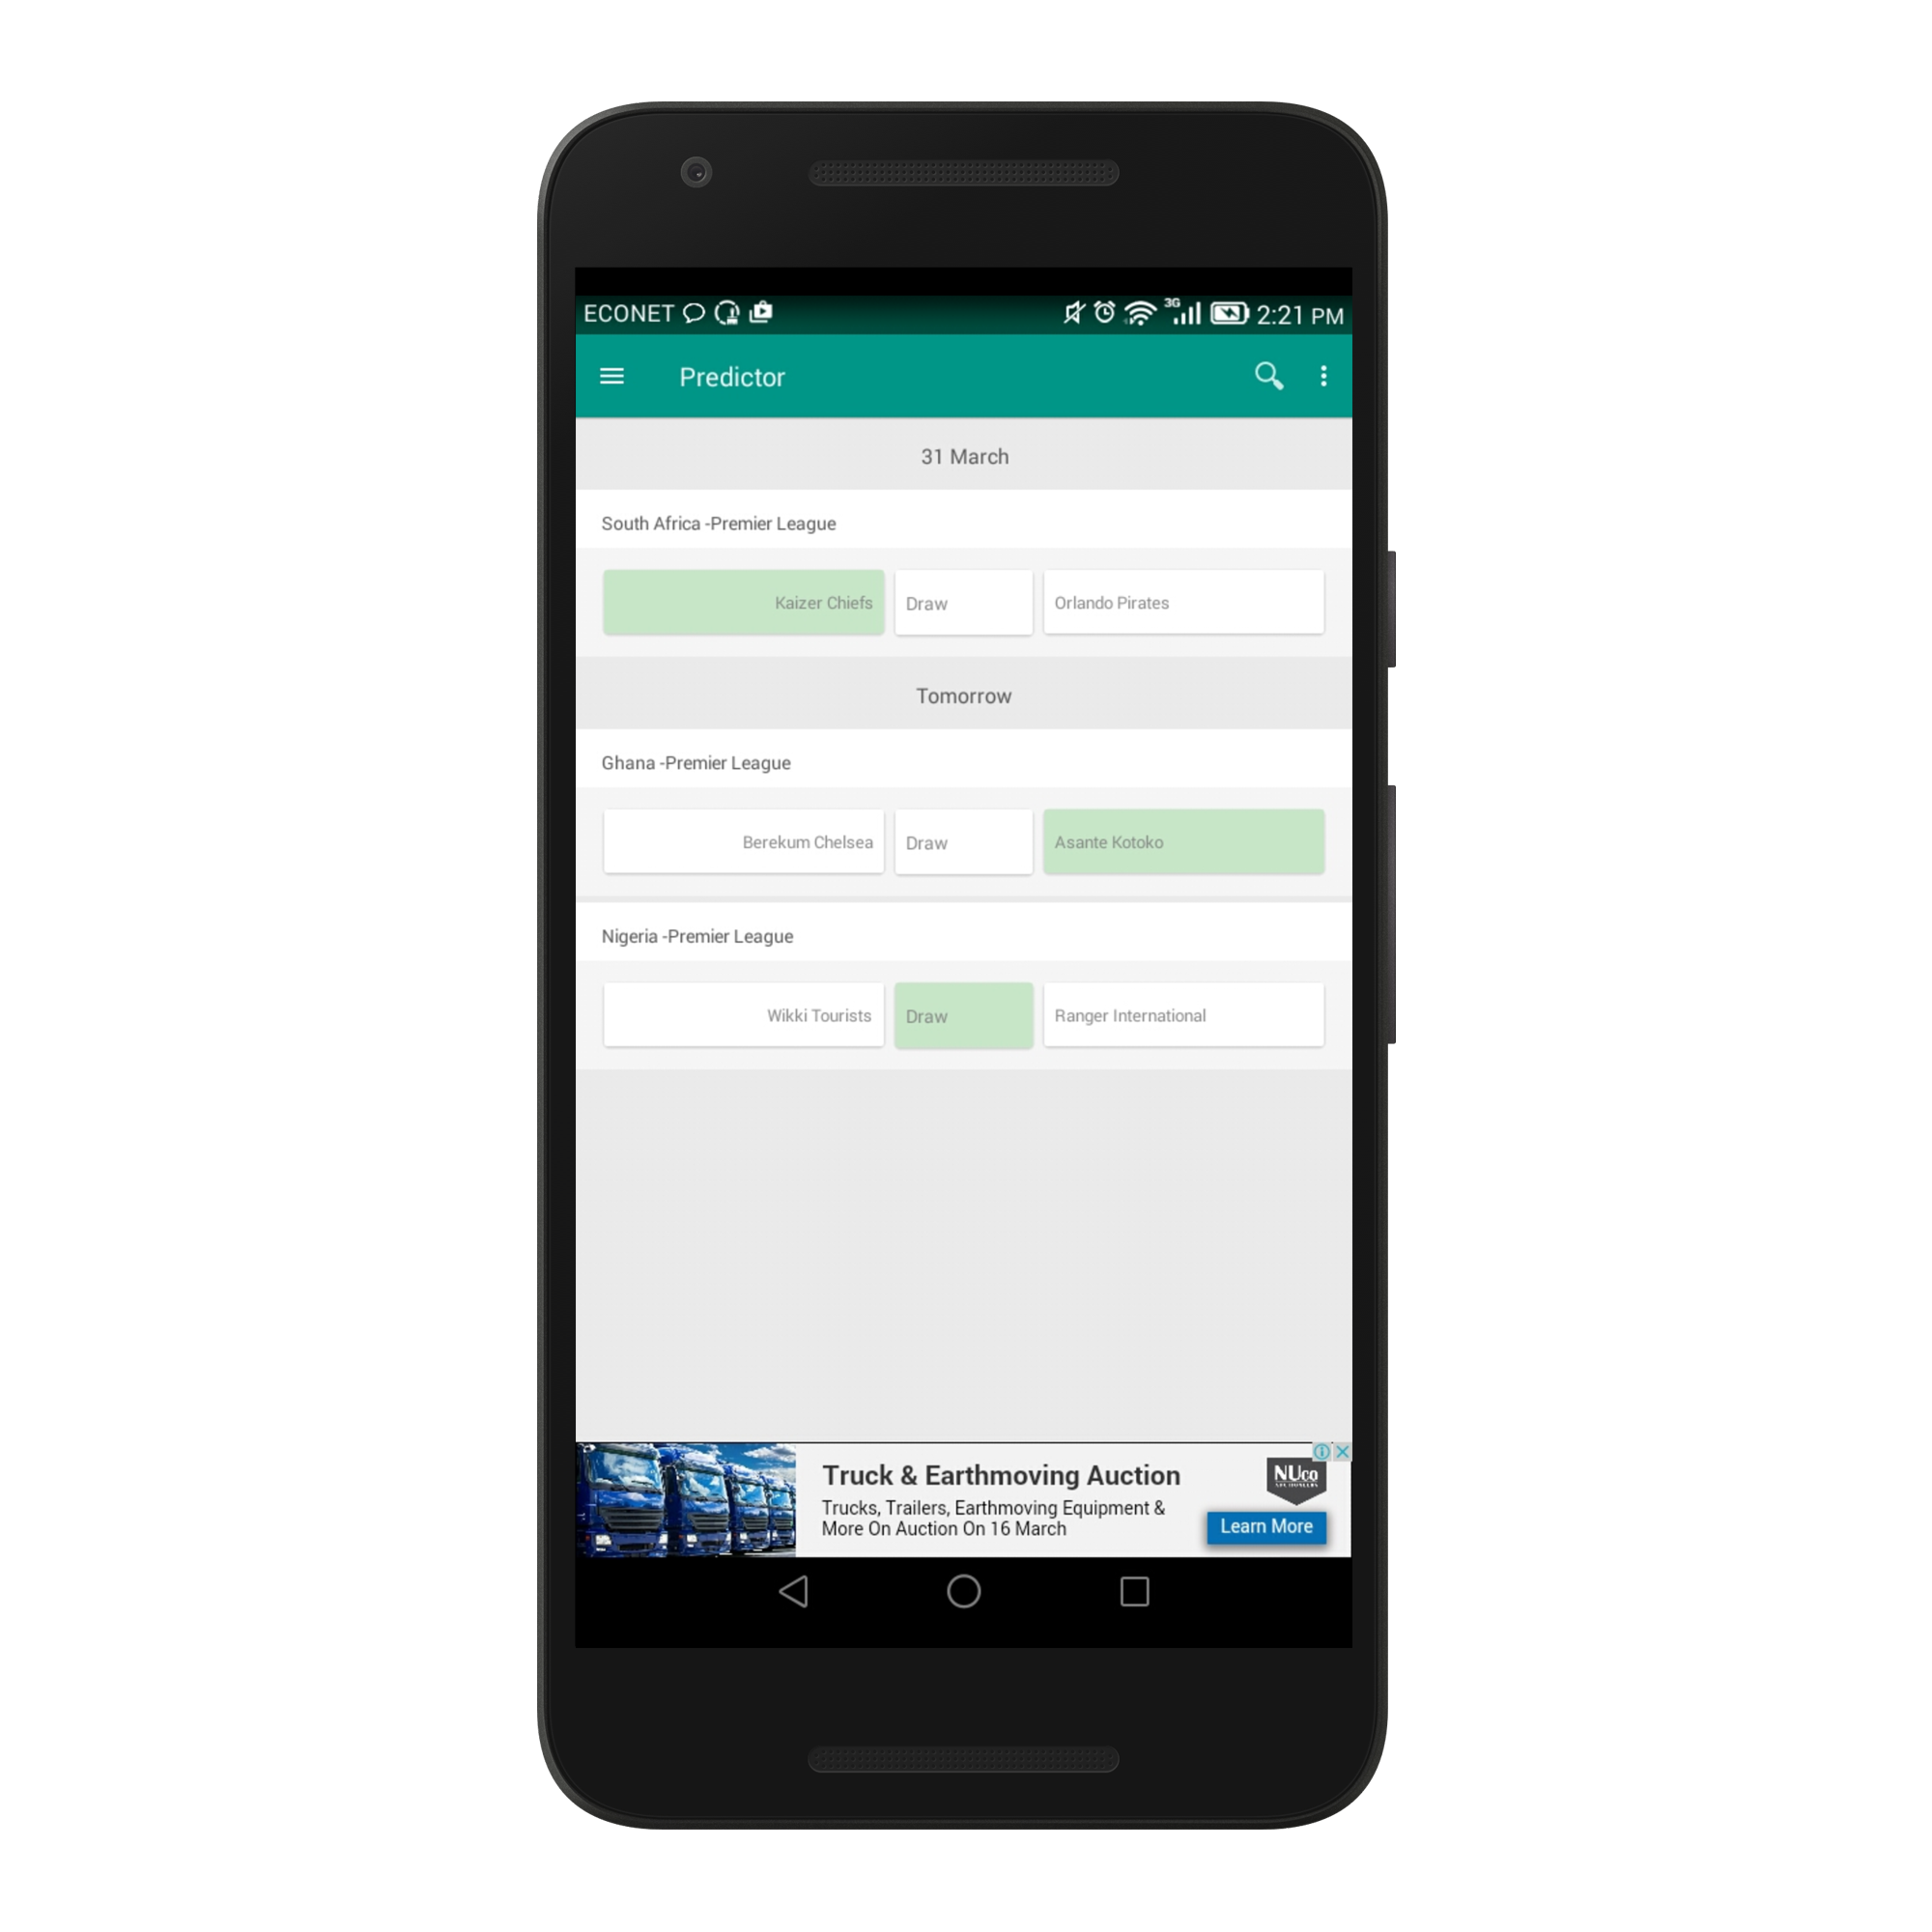 ECONET 3G 2:21 PM
Predictor
31 March
South Africa -Premier League
Kaizer Chiefs Draw Orlando Pirates
Tomorrow
Ghana -Premier League
Berekum Chelsea Draw Asante Kotoko
Nigeria -Premier League
Wikki Tourists Draw Ranger International
Truck & Earthmoving Auction
Trucks, Trailers, Earthmoving Equipment &
More On Auction On 16 March
NUco
Learn More